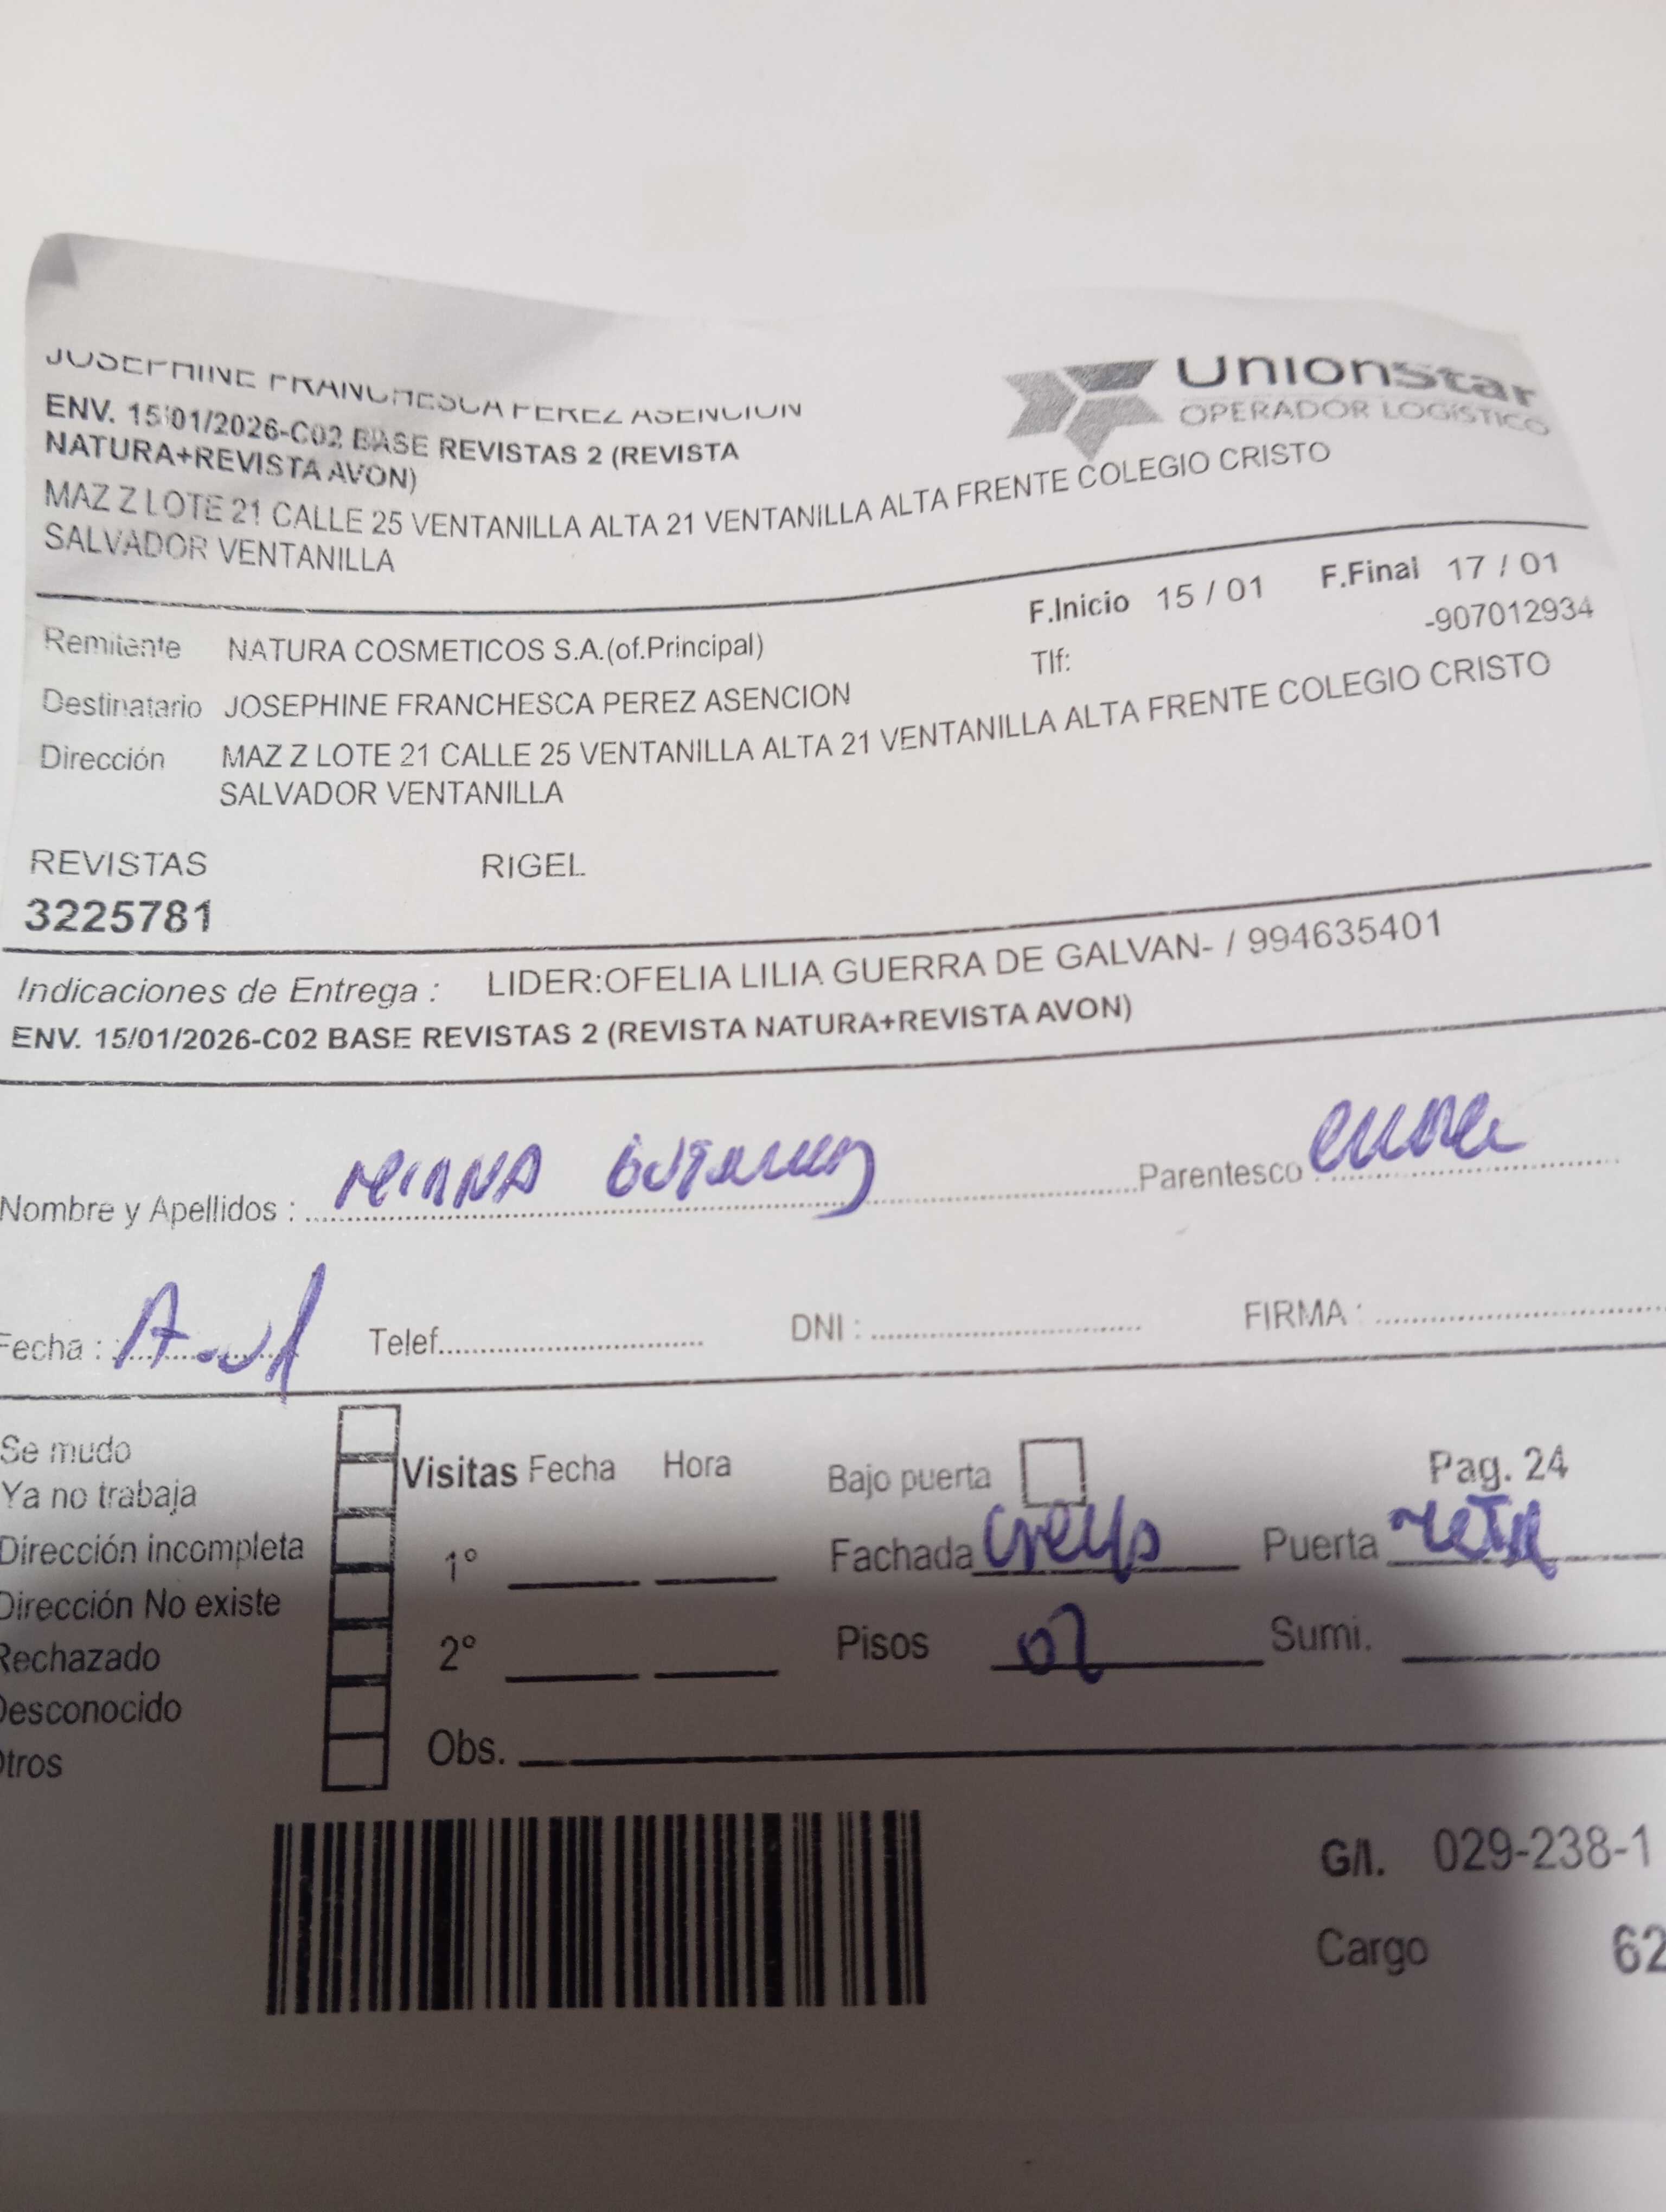 JOSEPHINE FRANCHESCA PEREZ ASENCION
UnionStar
OPERADOR LOGISTICO
ENV. 15/01/2026-C02 BASE REVISTAS 2 (REVISTA
NATURA+REVISTA AVON)
MAZ Z LOTE 21 CALLE 25 VENTANILLA ALTA 21 VENTANILLA ALTA FRENTE COLEGIO CRISTO
SALVADOR VENTANILLA
F.Inicio 15 / 01 F.Final 17 / 01
Remitente NATURA COSMETICOS S.A.(of.Principal) Tlf: -907012934
Destinatario JOSEPHINE FRANCHESCA PEREZ ASENCION
Dirección MAZ Z LOTE 21 CALLE 25 VENTANILLA ALTA 21 VENTANILLA ALTA FRENTE COLEGIO CRISTO
SALVADOR VENTANILLA
REVISTAS RIGEL
3225781
Indicaciones de Entrega : LIDER:OFELIA LILIA GUERRA DE GALVAN- / 994635401
ENV. 15/01/2026-C02 BASE REVISTAS 2 (REVISTA NATURA+REVISTA AVON)
Nombre y Apellidos : Parentesco
Fecha : Telef. DNI : FIRMA :
Se mudo
Ya no trabaja
Dirección incompleta
Dirección No existe
Rechazado
Desconocido
Otros
Visitas Fecha Hora
1°
2°
Obs.
Bajo puerta Pag. 24
Fachada Puerta
Pisos 02 Sumi.
G/I. 029-238-1
Cargo 62